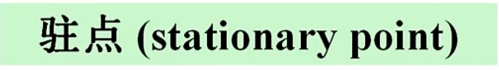 驻点 (stationary point)